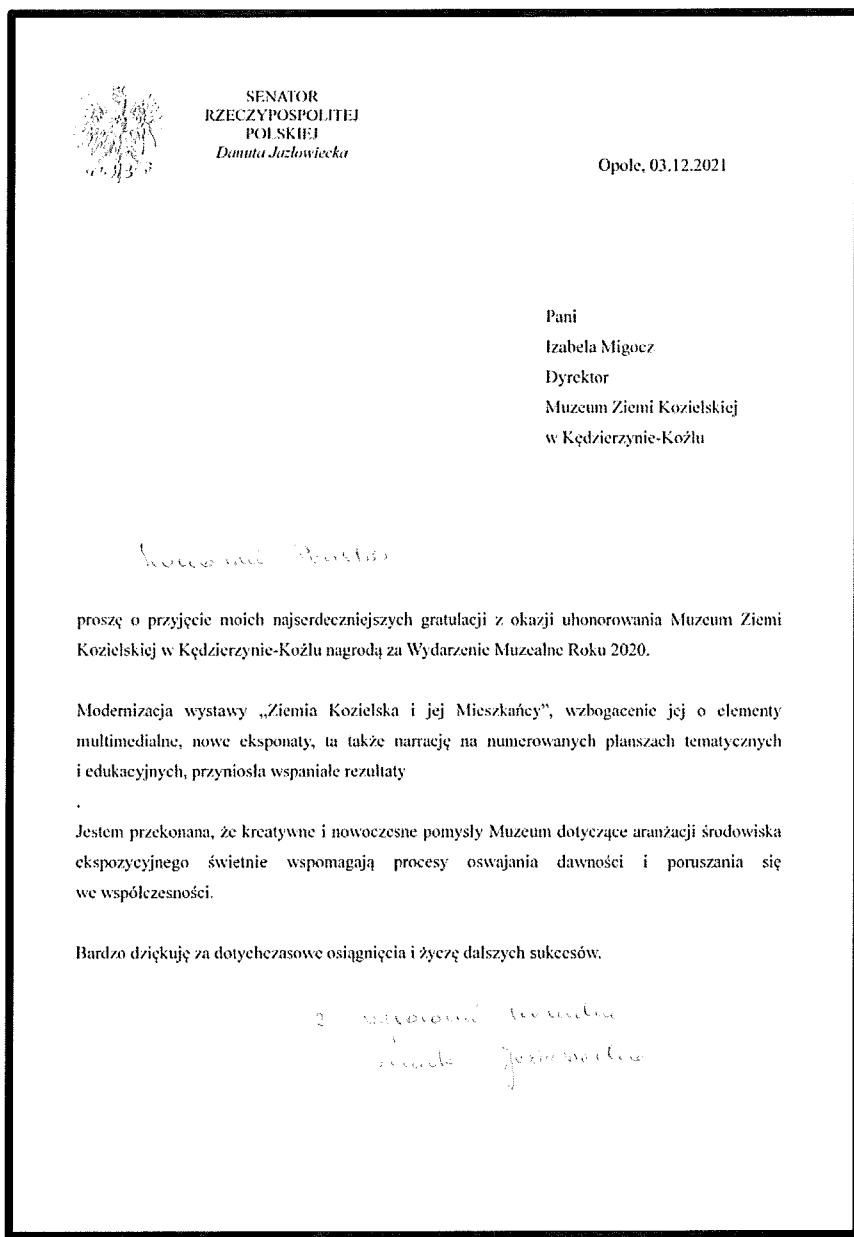 SENATOR
RZECZYPOSPOLITEJ
POLSKIEJ
Danuta Jazłowiecka
Opole, 03.12.2021
Pani
Izabela Migocz
Dyrektor
Muzeum Ziemi Kozielskiej
w Kędzierzynie-Koźlu
proszę o przyjęcie moich najserdeczniejszych gratulacji z okazji uhonorowania Muzeum Ziemi
Kozielskiej w Kędzierzynie-Koźlu nagrodą za Wydarzenie Muzealne Roku 2020.
Modernizacja wystawy „Ziemia Kozielska i jej Mieszkańcy”, wzbogacenie jej o elementy
multimedialne, nowe eksponaty, ta także narrację na numerowanych planszach tematycznych
i edukacyjnych, przyniosła wspaniałe rezultaty
.
Jestem przekonana, że kreatywne i nowoczesne pomysły Muzeum dotyczące aranżacji środowiska
ekspozycyjnego świetnie wspomagają procesy oswajania dawności i poruszania się
we współczesności.
Bardzo dziękuję za dotychczasowe osiągnięcia i życzę dalszych sukcesów.